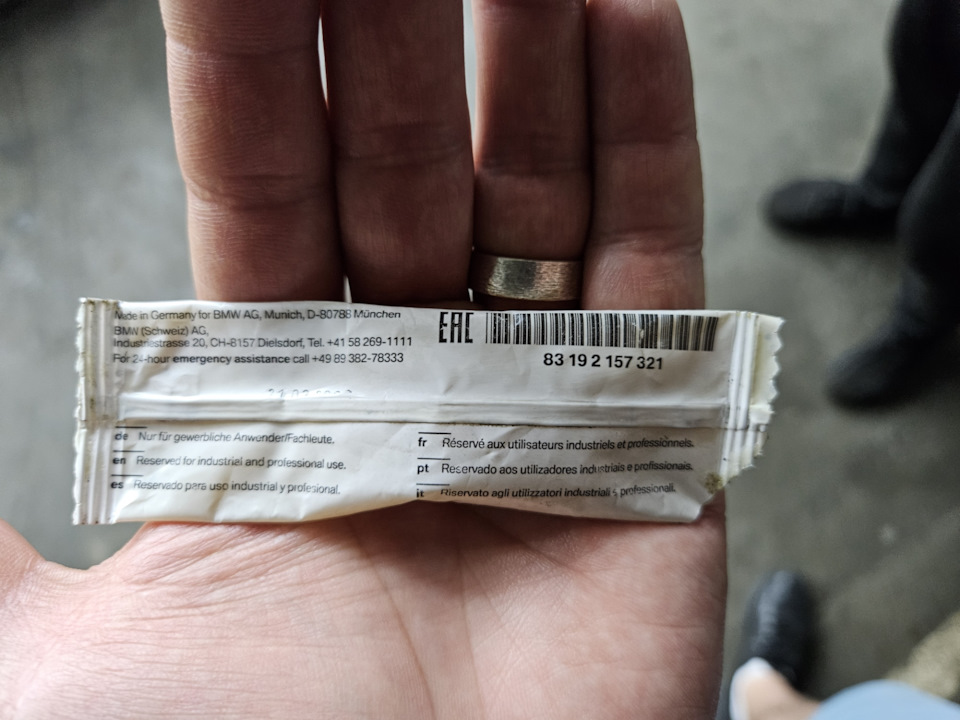 Made in Germany for BMW AG, Munich, D-80788 München
BMW (Schweiz) AG,
Industriestrasse 20, CH-8157 Dielsdorf, Tel. +41 58 269-1111
For 24-hour emergency assistance call +49 89 382-78333
EAC
83 19 2 157 321
de Nur für gewerbliche Anwender/Fachleute.
en Reserved for industrial and professional use.
es Reservado para uso industrial y profesional.
fr Réservé aux utilisateurs industriels et professionnels.
pt Reservado aos utilizadores industriais e profissionais.
it Riservato agli utilizzatori industriali e professionali.